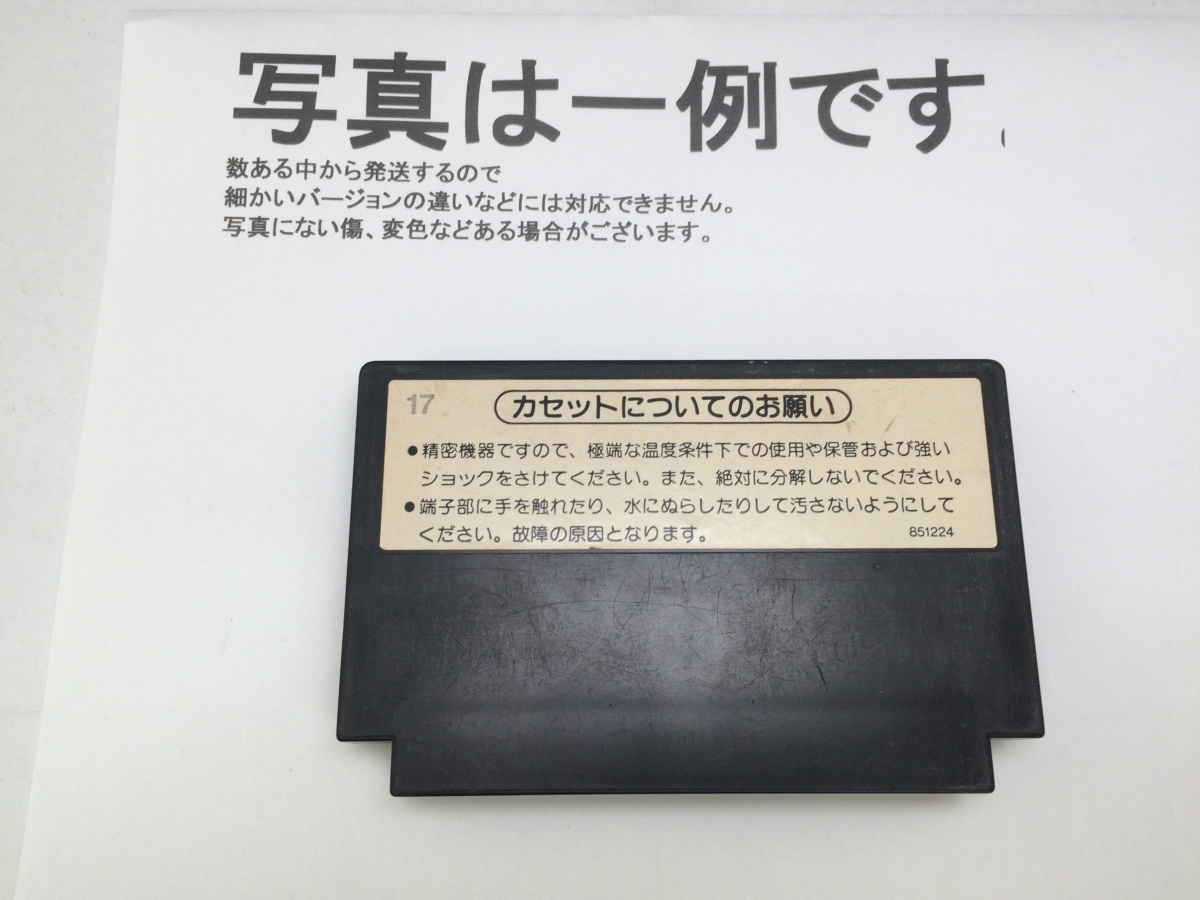 写真は一例です。
数ある中から発送するので
細かいバージョンの違いなどには対応できません。
写真にない傷、変色などある場合がございます。
17
カセットについてのお願い
●精密機器ですので、極端な温度条件下での使用や保管および強い
ショックをさけてください。また、絶対に分解しないでください。
●端子部に手を触れたり、水にぬらしたりして汚さないようにして
ください。故障の原因となります。
851224